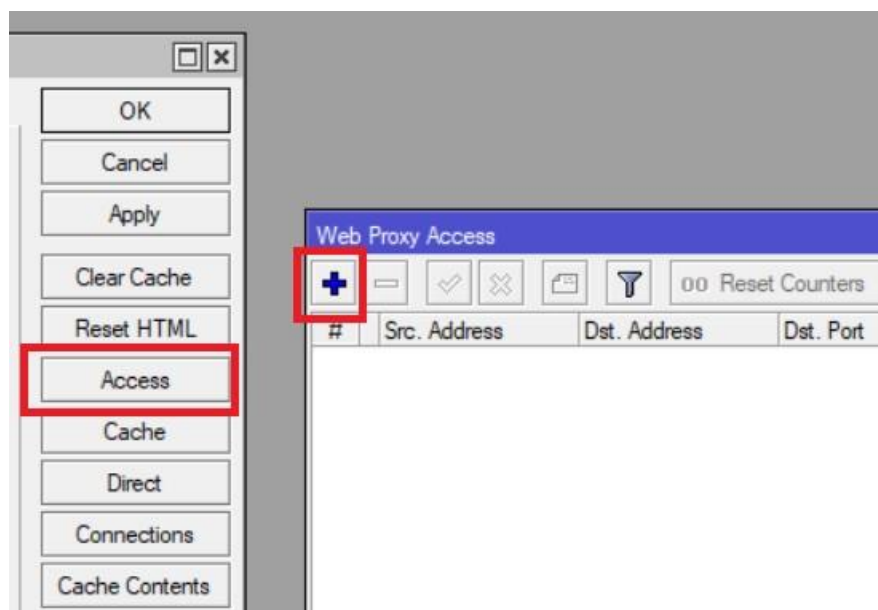 OK
Cancel
Apply
Clear Cache
Reset HTML
Access
Cache
Direct
Connections
Cache Contents
Web Proxy Access
00 Reset Counters
# Src. Address Dst. Address Dst. Port